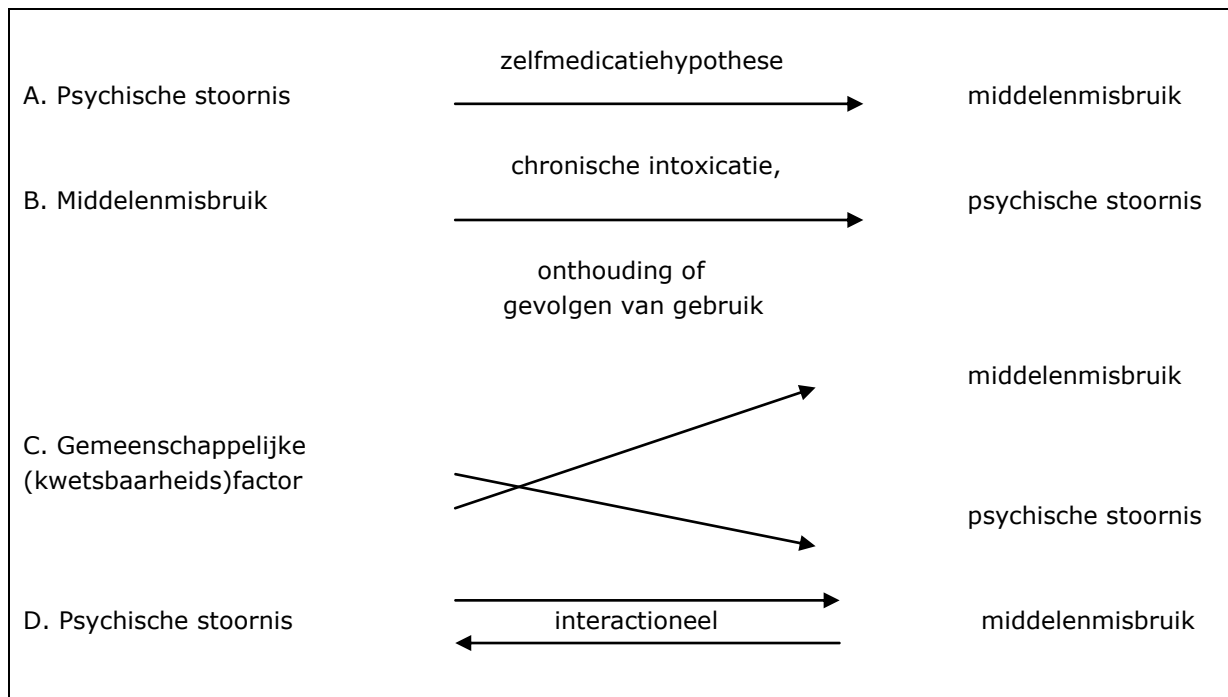 zelfmedicatiehypothese
A. Psychische stoornis
middelenmisbruik
chronische intoxicatie,
B. Middelenmisbruik
psychische stoornis
onthouding of
gevolgen van gebruik
middelenmisbruik
C. Gemeenschappelijke
(kwetsbaarheids)factor
psychische stoornis
D. Psychische stoornis
interactioneel
middelenmisbruik